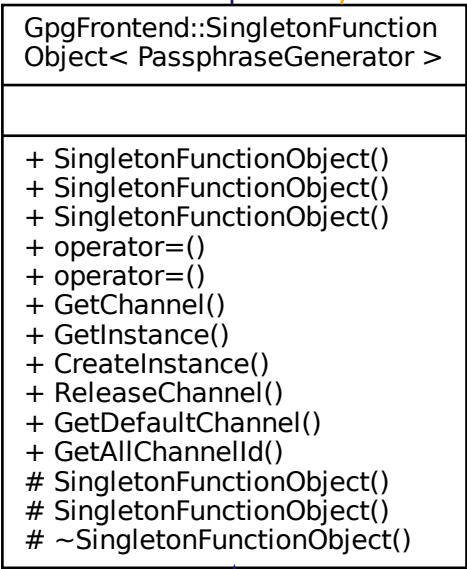 GpgFrontend::SingletonFunction
Object< PassphraseGenerator >
+ SingletonFunctionObject()
+ SingletonFunctionObject()
+ SingletonFunctionObject()
+ operator=()
+ operator=()
+ GetChannel()
+ GetInstance()
+ CreateInstance()
+ ReleaseChannel()
+ GetDefaultChannel()
+ GetAllChannelId()
# SingletonFunctionObject()
# SingletonFunctionObject()
# ~SingletonFunctionObject()